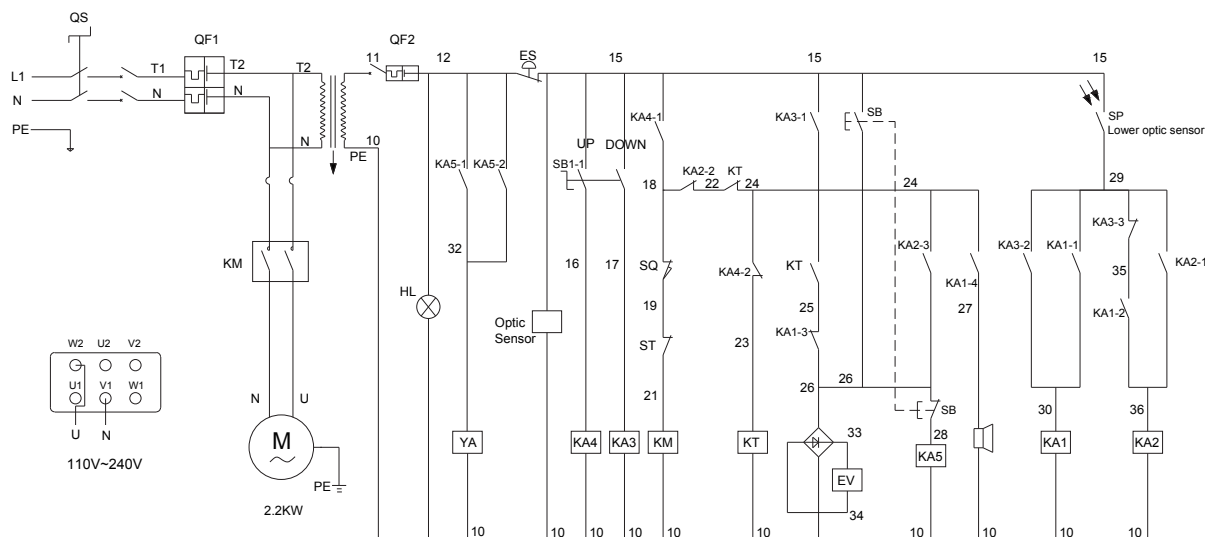 QS
QF1
QF2
L1
T1
T2
T2
11
12
ES
15
15
15
N
N
N
N
PE
PE
10
KA4-1
KA3-1
SB
SP
Lower optic sensor
UP
DOWN
KA5-1
KA5-2
SB1-1
18
KA2-2
22
KT
24
24
29
KM
32
16
17
SQ
KA4-2
KT
KA2-3
KA1-4
KA3-2
KA1-1
KA3-3
35
KA2-1
HL
Optic
Sensor
19
25
27
KA1-2
ST
23
KA1-3
W2
U2
V2
21
26
26
U1
V1
W1
SB
30
36
U
N
N
U
M
YA
KA4
KA3
KM
KT
33
28
KA5
KA1
KA2
110V~240V
PE
EV
34
2.2KW
10
10
10
10
10
10
10
10
10
10